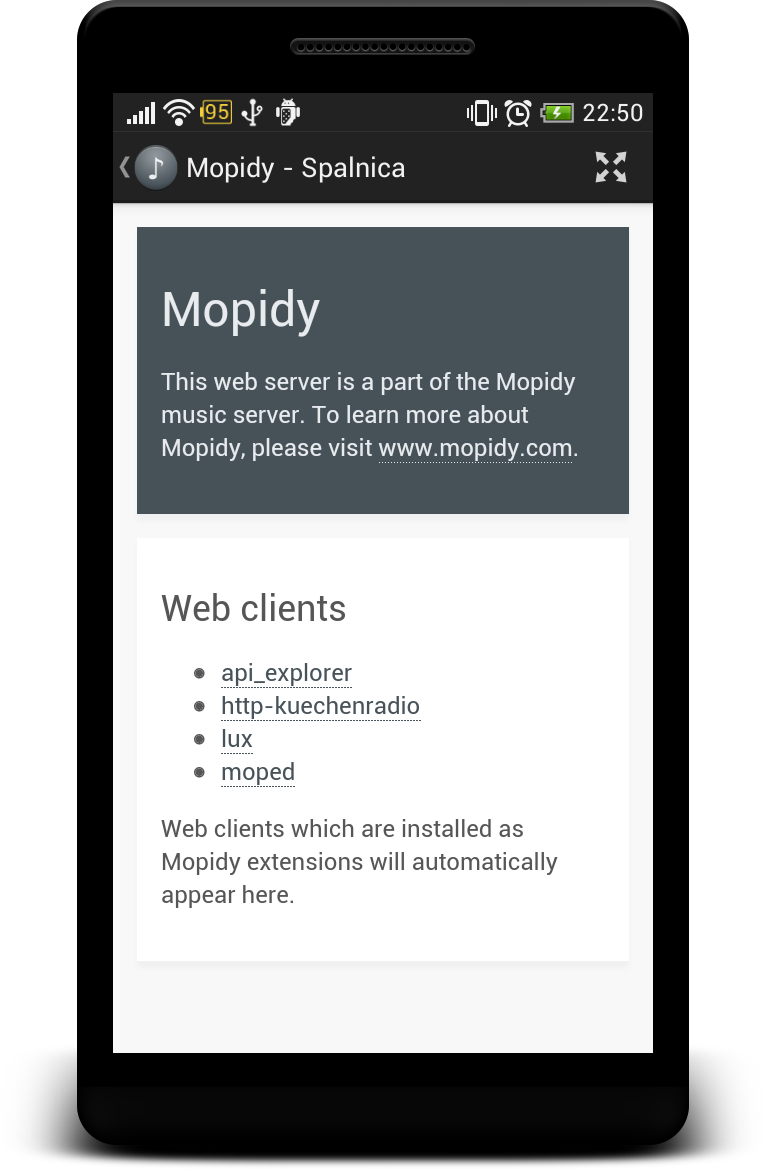 95 22:50
Mopidy - Spalnica
Mopidy
This web server is a part of the Mopidy
music server. To learn more about
Mopidy, please visit www.mopidy.com.
Web clients
api_explorer
http-kuechenradio
lux
moped
Web clients which are installed as
Mopidy extensions will automatically
appear here.